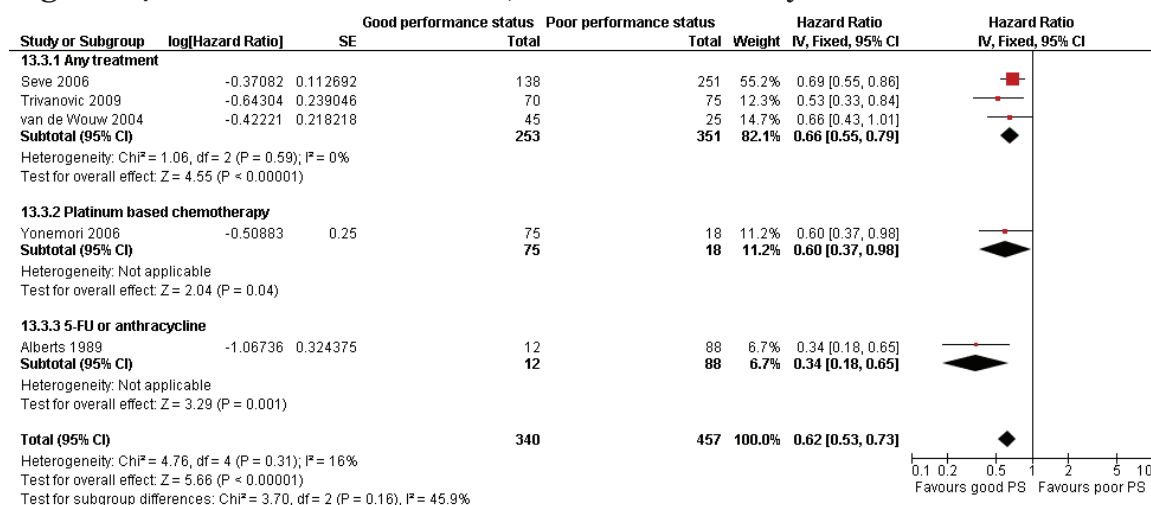 Good performance status Poor performance status Hazard Ratio Hazard Ratio
Study or Subgroup log[Hazard Ratio] SE Total Total Weight IV, Fixed, 95% CI IV, Fixed, 95% CI
13.3.1 Any treatment
Seve 2006 -0.37082 0.112692 138 251 55.2% 0.69 [0.55, 0.86]
Trivanovic 2009 -0.64304 0.239046 70 75 12.3% 0.53 [0.33, 0.84]
van de Wouw 2004 -0.42221 0.218218 45 25 14.7% 0.66 [0.43, 1.01]
Subtotal (95% CI) 253 351 82.1% 0.66 [0.55, 0.79]
Heterogeneity: Chi² = 1.06, df = 2 (P = 0.59); I² = 0%
Test for overall effect: Z = 4.55 (P < 0.00001)
13.3.2 Platinum based chemotherapy
Yonemori 2006 -0.50883 0.25 75 18 11.2% 0.60 [0.37, 0.98]
Subtotal (95% CI) 75 18 11.2% 0.60 [0.37, 0.98]
Heterogeneity: Not applicable
Test for overall effect: Z = 2.04 (P = 0.04)
13.3.3 5-FU or anthracycline
Alberts 1989 -1.06736 0.324375 12 88 6.7% 0.34 [0.18, 0.65]
Subtotal (95% CI) 12 88 6.7% 0.34 [0.18, 0.65]
Heterogeneity: Not applicable
Test for overall effect: Z = 3.29 (P = 0.001)
Total (95% CI) 340 457 100.0% 0.62 [0.53, 0.73]
Heterogeneity: Chi² = 4.76, df = 4 (P = 0.31); I² = 16%
Test for overall effect: Z = 5.66 (P < 0.00001)
Test for subgroup differences: Chi² = 3.70, df = 2 (P = 0.16), I² = 45.9%
0.1 0.2 0.5 1 2 5 10
Favours good PS Favours poor PS